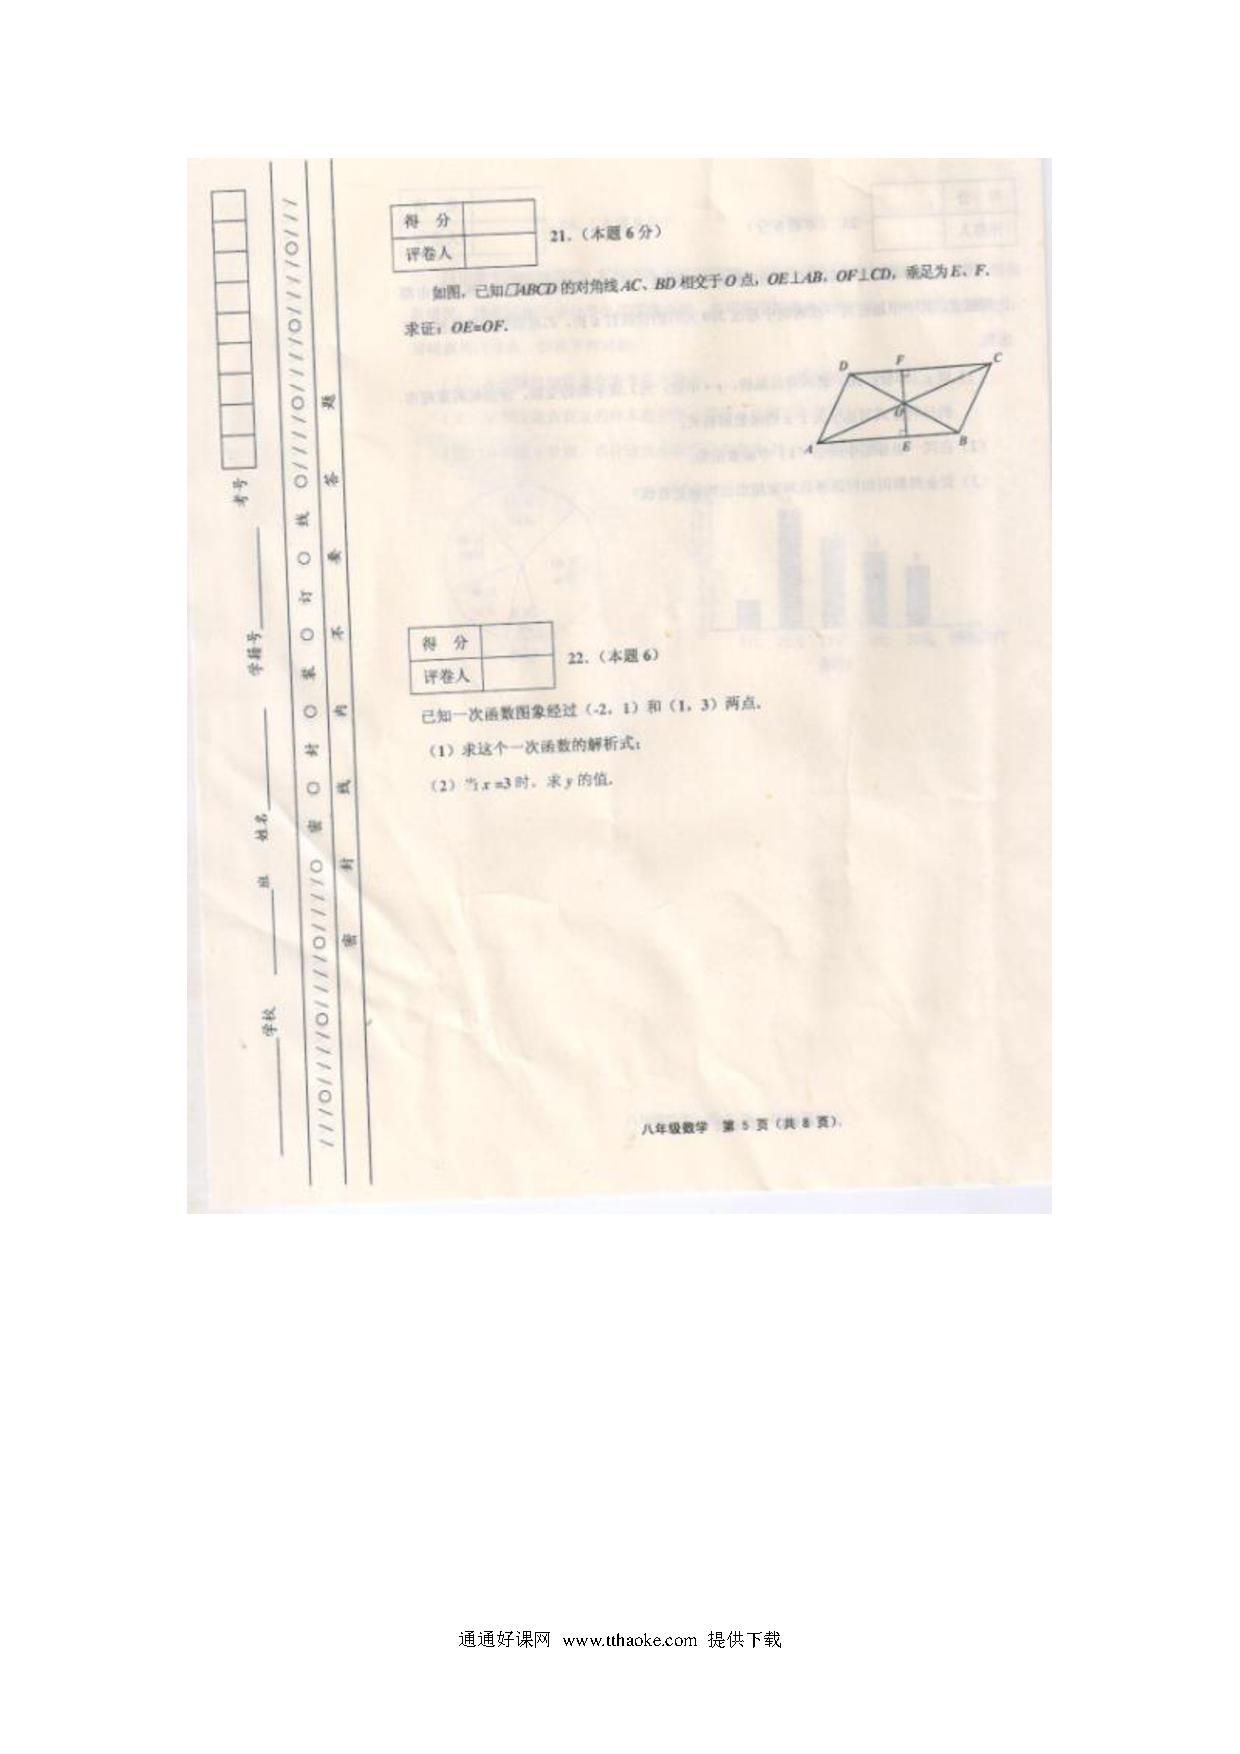 得 分
评卷人
21.（本题6分）
如图，已知□ABCD的对角线AC、BD相交于O点，OE⊥AB，OF⊥CD，垂足为E、F.
求证：OE=OF.
D F C
O
A E B
得 分
评卷人
22.（本题6）
已知一次函数图象经过（-2，1）和（1，3）两点.
（1）求这个一次函数的解析式；
（2）当x=3时，求y的值.
学校 班 姓名 学籍号 考号
密 封 装 订 线
密 封 线 内 不 要 答 题
八年级数学 第 5 页（共 8 页）.
通通好课网 www.tthaoke.com 提供下载